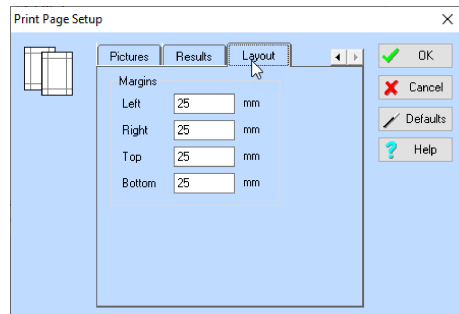 Print Page Setup
Pictures Results Layout
Margins
Left 25 mm
Right 25 mm
Top 25 mm
Bottom 25 mm
OK
Cancel
Defaults
Help